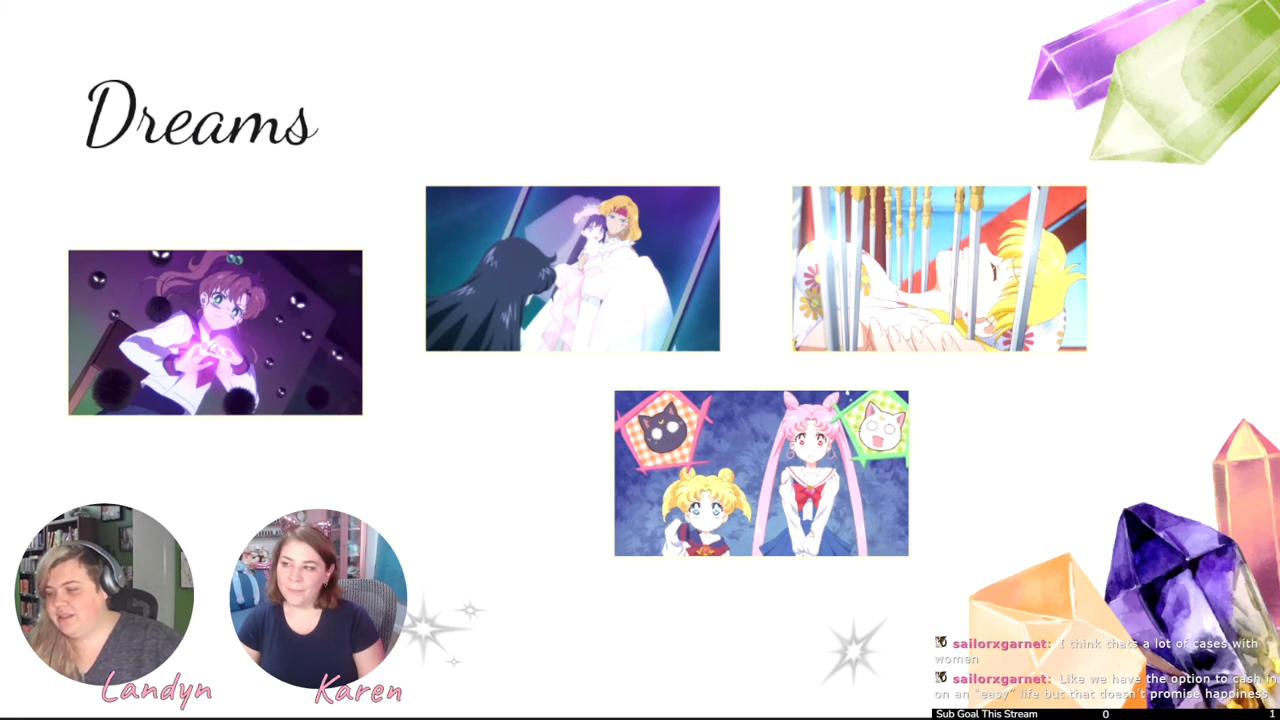 Dreams
Landyn
Karen
sailorxgarnet: I think thats a lot of cases with
women
sailorxgarnet: Like we have the option to cash in
on an "easy" life but that doesn't promise happiness
Sub Goal This Stream 0 1